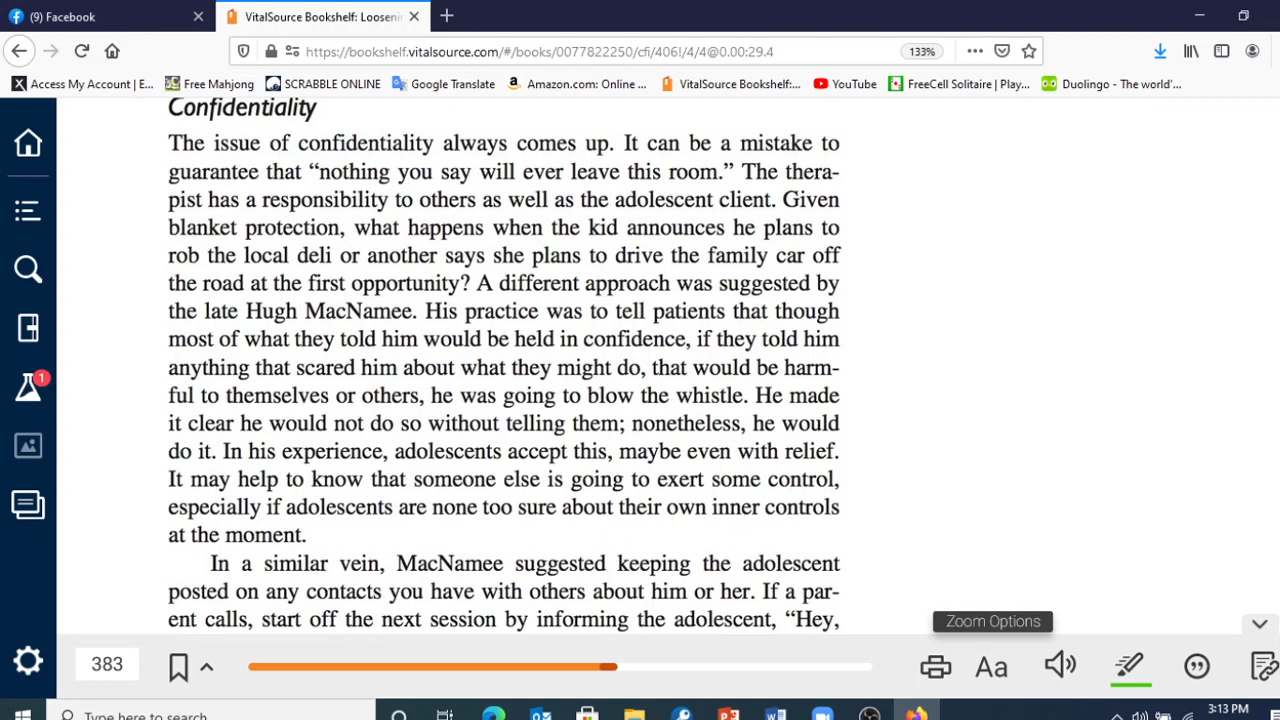 (9) Facebook
VitalSource Bookshelf: Loosenin
https://bookshelf.vitalsource.com/#/books/0077822250/cfi/406!/4/4@0.00:29.4
133%
Access My Account | E...
Free Mahjong
SCRABBLE ONLINE
Google Translate
Amazon.com: Online ...
VitalSource Bookshelf:...
YouTube
FreeCell Solitaire | Play...
Duolingo - The world'...
Confidentiality
The issue of confidentiality always comes up. It can be a mistake to
guarantee that “nothing you say will ever leave this room.” The thera-
pist has a responsibility to others as well as the adolescent client. Given
blanket protection, what happens when the kid announces he plans to
rob the local deli or another says she plans to drive the family car off
the road at the first opportunity? A different approach was suggested by
the late Hugh MacNamee. His practice was to tell patients that though
most of what they told him would be held in confidence, if they told him
anything that scared him about what they might do, that would be harm-
ful to themselves or others, he was going to blow the whistle. He made
it clear he would not do so without telling them; nonetheless, he would
do it. In his experience, adolescents accept this, maybe even with relief.
It may help to know that someone else is going to exert some control,
especially if adolescents are none too sure about their own inner controls
at the moment.
In a similar vein, MacNamee suggested keeping the adolescent
posted on any contacts you have with others about him or her. If a par-
ent calls, start off the next session by informing the adolescent, “Hey,
1
Zoom Options
383
Aa
Type here to search
3:13 PM